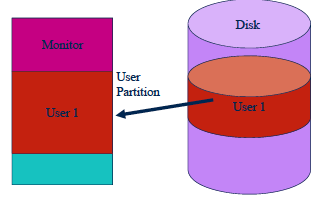 Monitor
User 1
User
Partition
Disk
User 1